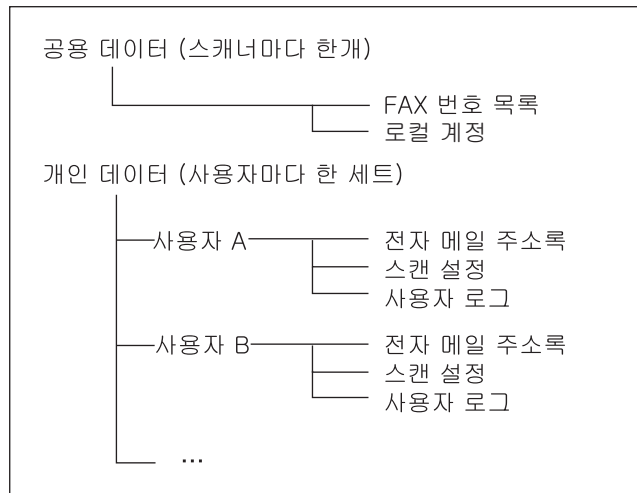 공용 데이터 (스캐너마다 한개)
FAX 번호 목록
로컬 계정
개인 데이터 (사용자마다 한 세트)
사용자 A 전자 메일 주소록
스캔 설정
사용자 로그
사용자 B 전자 메일 주소록
스캔 설정
사용자 로그
...